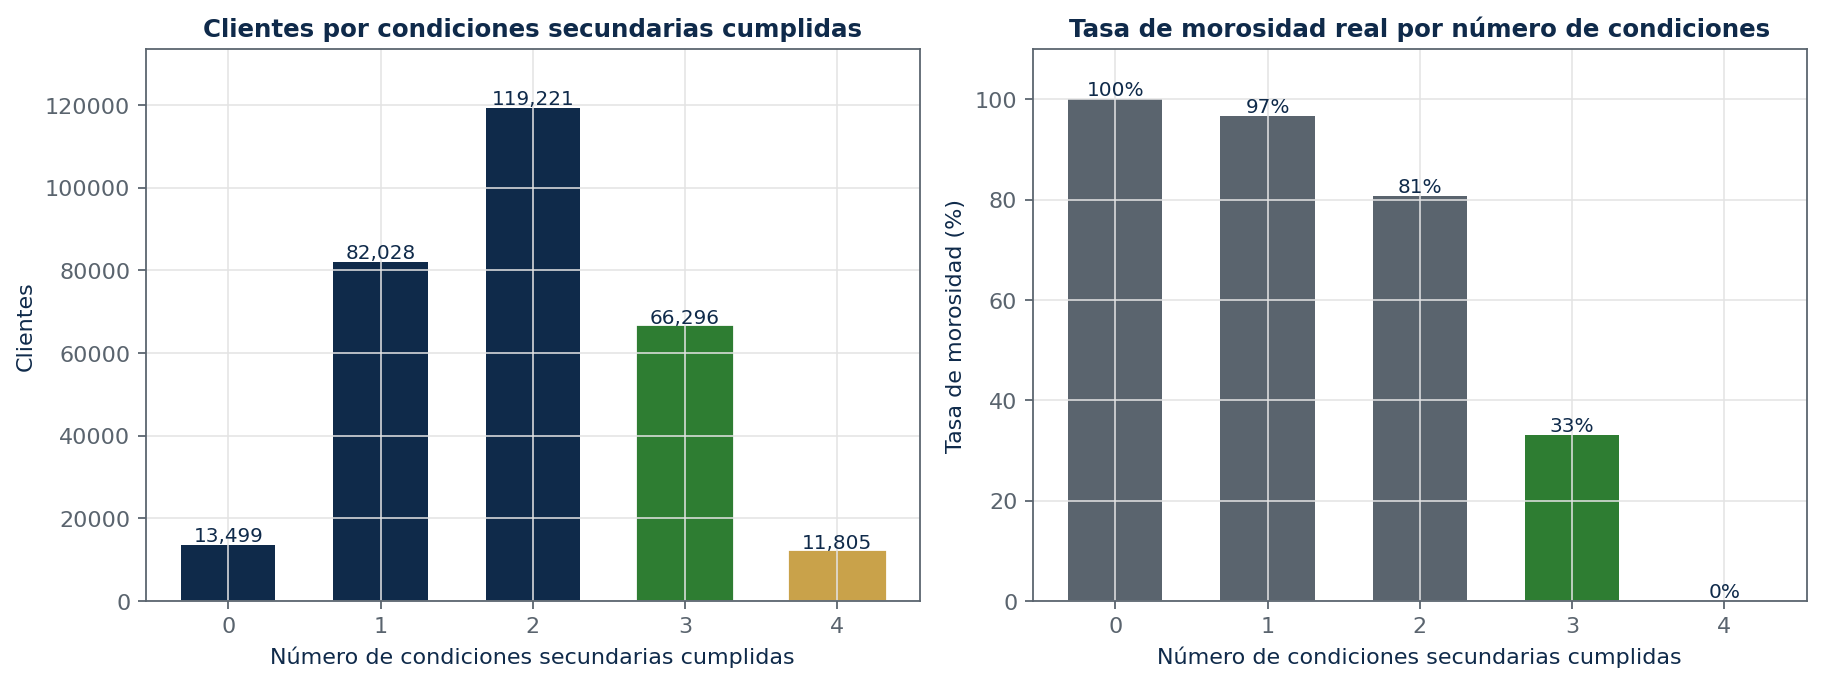 Clientes por condiciones secundarias cumplidas
Clientes
120000
100000
80000
60000
40000
20000
0
13,499
82,028
119,221
66,296
11,805
0 1 2 3 4
Número de condiciones secundarias cumplidas
Tasa de morosidad real por número de condiciones
Tasa de morosidad (%)
100
80
60
40
20
0
100%
97%
81%
33%
0%
0 1 2 3 4
Número de condiciones secundarias cumplidas